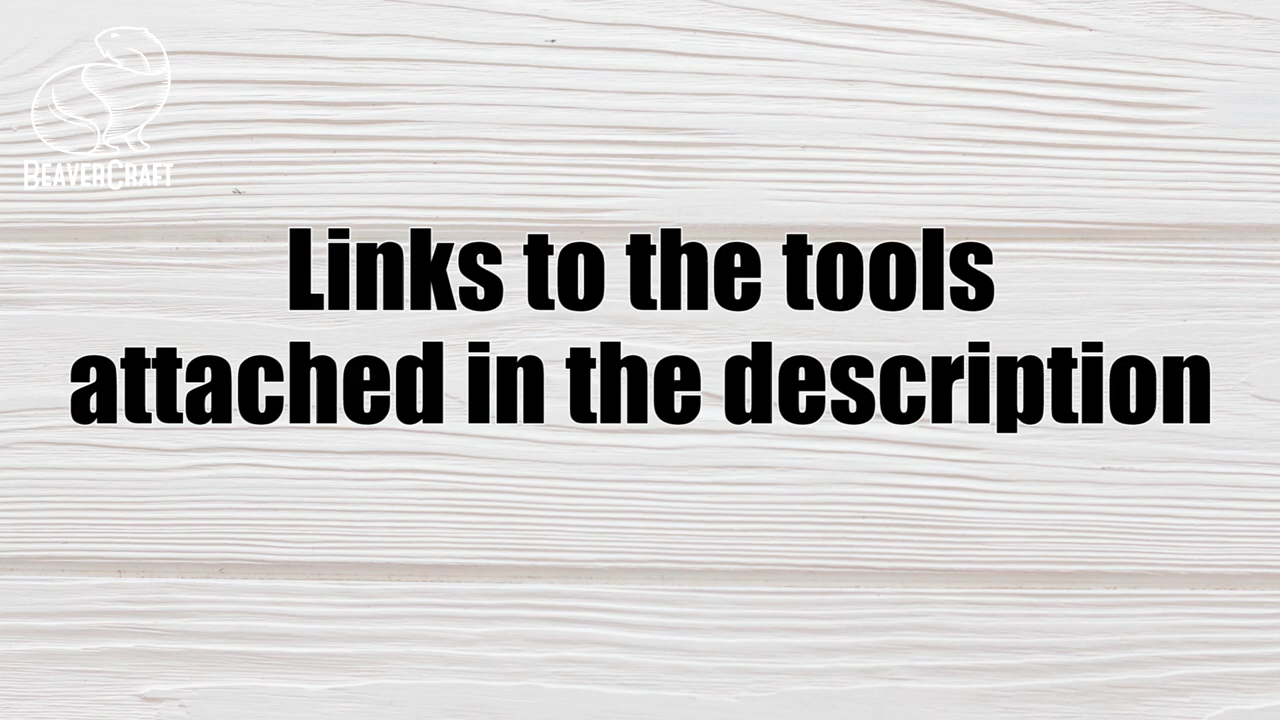 BEAVERCRAFT
Links to the tools
attached in the description